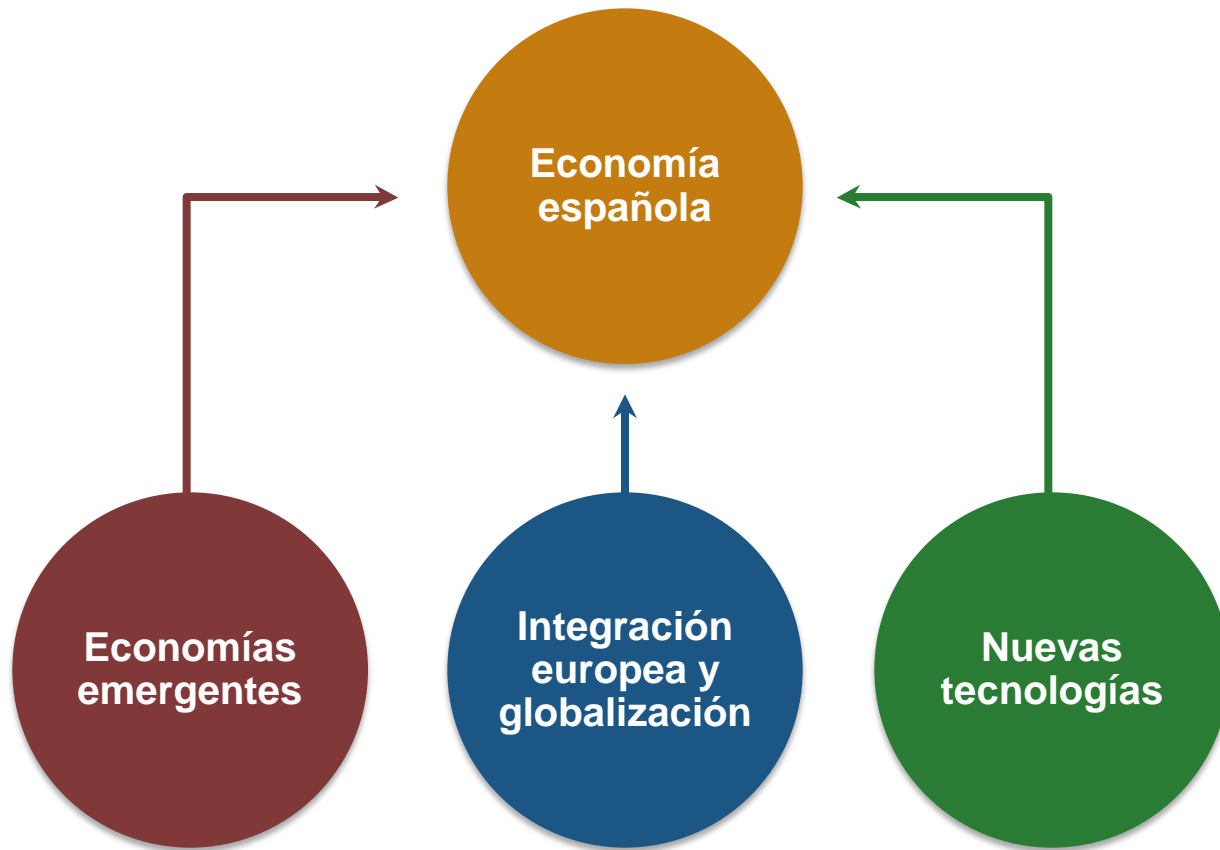 Economía
española
Economías
emergentes
Integración
europea y
globalización
Nuevas
tecnologías